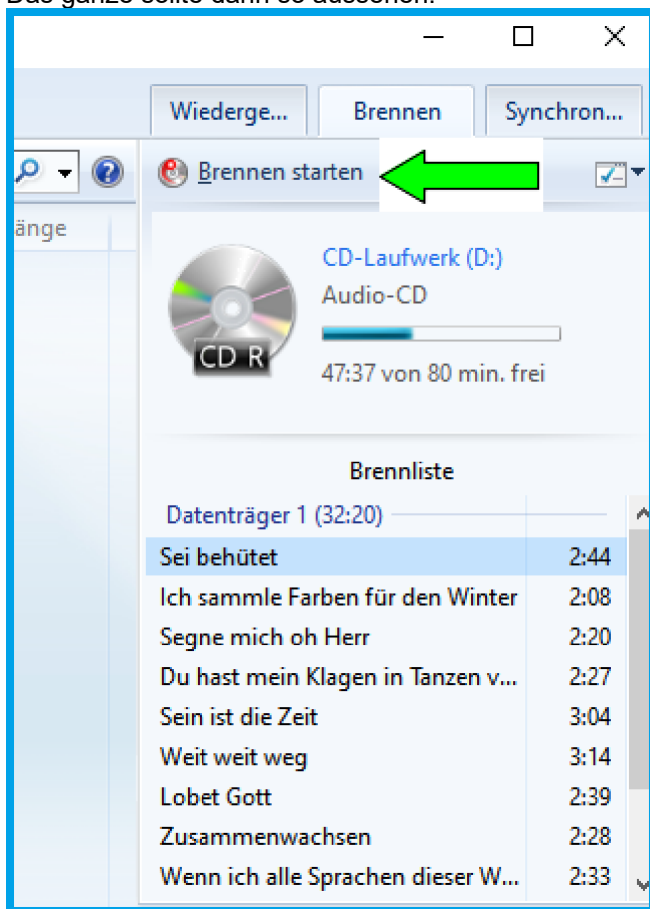 Wiederge... Brennen Synchron...
Brennen starten
änge
CD-Laufwerk (D:)
Audio-CD
CD R
47:37 von 80 min. frei
Brennliste
Datenträger 1 (32:20)
Sei behütet 2:44
Ich sammle Farben für den Winter 2:08
Segne mich oh Herr 2:20
Du hast mein Klagen in Tanzen v... 2:27
Sein ist die Zeit 3:04
Weit weit weg 3:14
Lobet Gott 2:39
Zusammenwachsen 2:28
Wenn ich alle Sprachen dieser W... 2:33